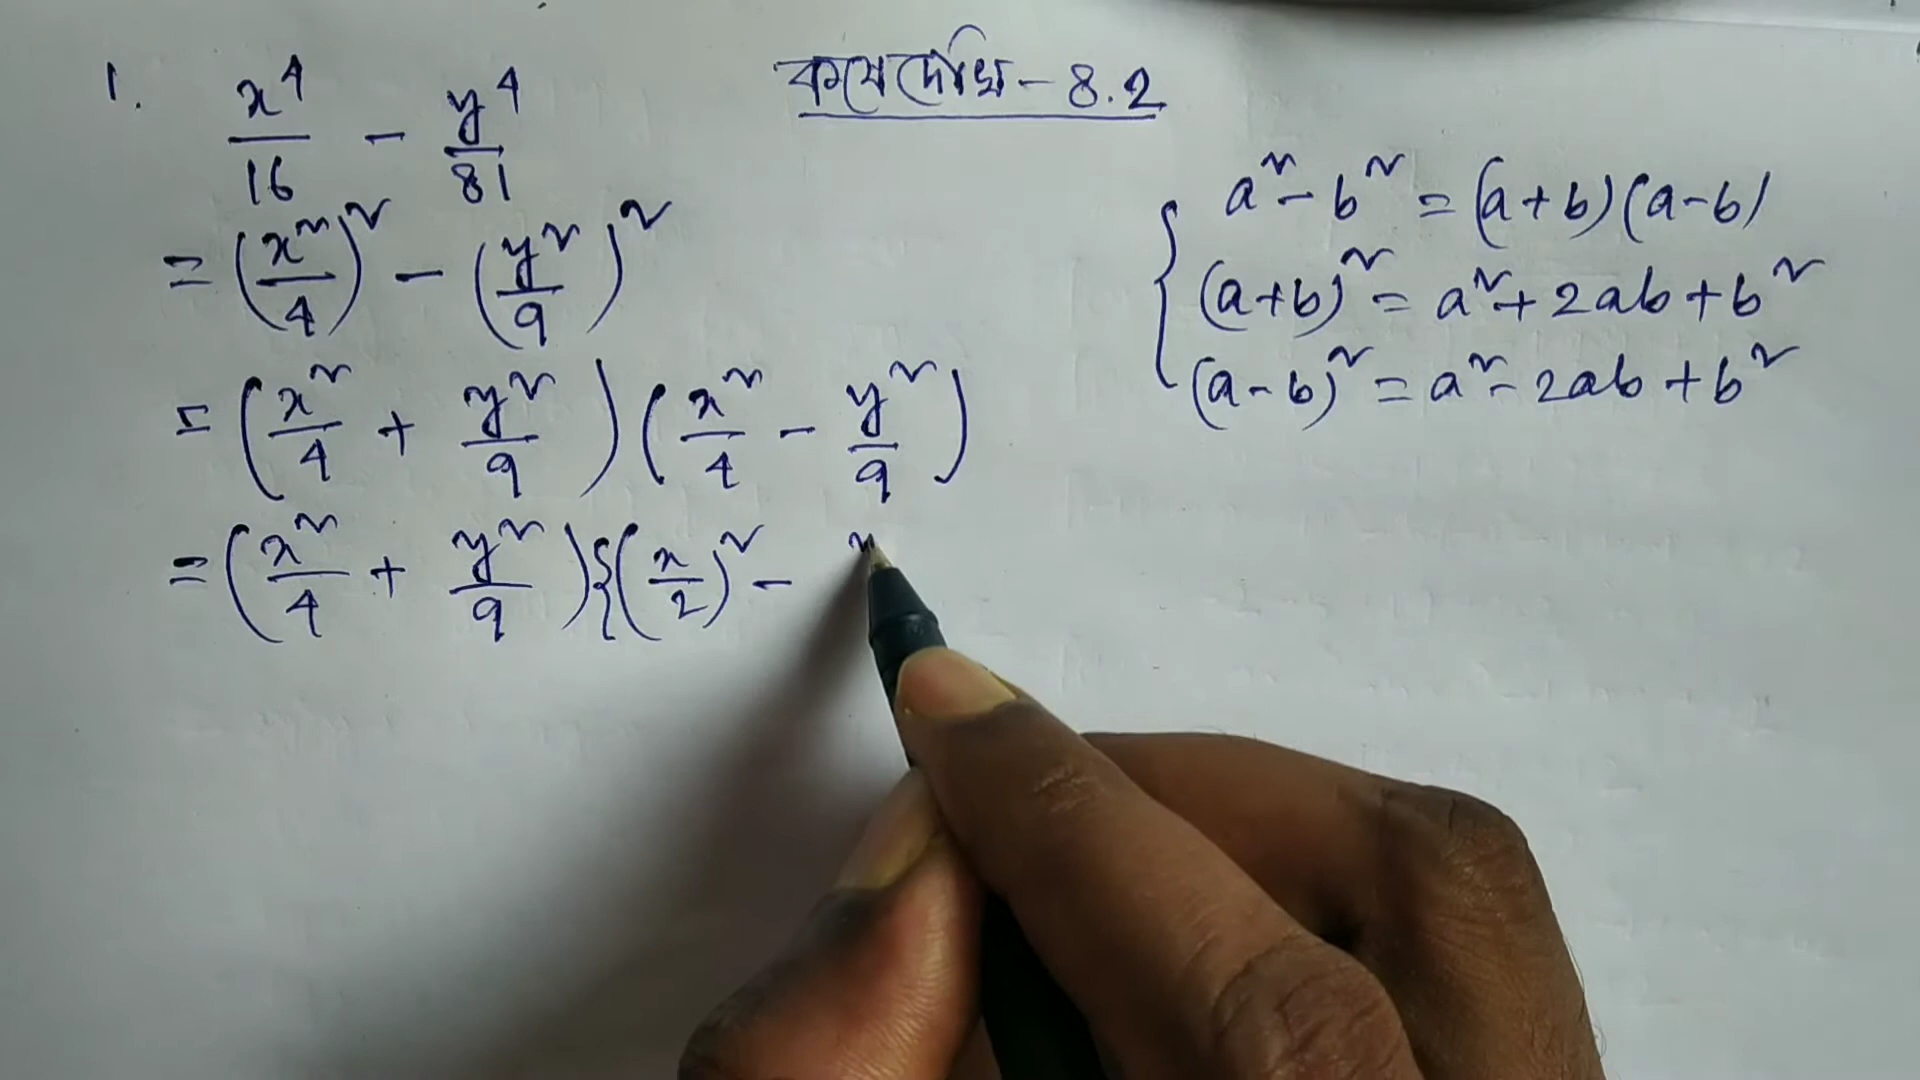 কষে দেখি - 8.2
1. x⁴/16 - y⁴/81
= (x²/4)² - (y²/9)²
= (x²/4 + y²/9) (x²/4 - y²/9)
= (x²/4 + y²/9) {(x/2)² -
a² - b² = (a+b) (a-b)
(a+b)² = a² + 2ab + b²
(a-b)² = a² - 2ab + b²